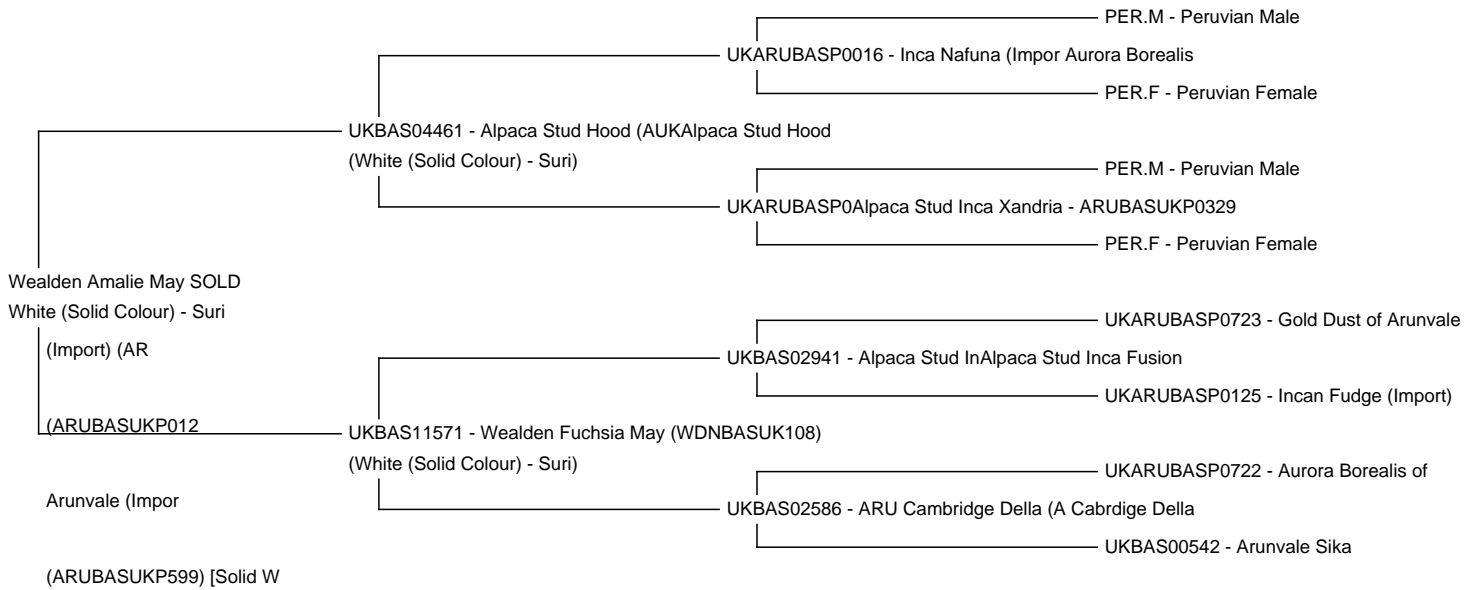 PER.M - Peruvian Male
UKARUBASP0016 - Inca Nafuna (Impor Aurora Borealis
PER.F - Peruvian Female
UKBAS04461 - Alpaca Stud Hood (AUKAlpaca Stud Hood
(White (Solid Colour) - Suri)
PER.M - Peruvian Male
UKARUBASP0Alpaca Stud Inca Xandria - ARUBASUKP0329
PER.F - Peruvian Female
Wealden Amalie May SOLD
White (Solid Colour) - Suri
(Import) (AR
UKARUBASP0723 - Gold Dust of Arunvale
UKBAS02941 - Alpaca Stud InAlpaca Stud Inca Fusion
UKARUBASP0125 - Incan Fudge (Import)
(ARUBASUKP012
UKBAS11571 - Wealden Fuchsia May (WDNBASUK108)
(White (Solid Colour) - Suri)
UKARUBASP0722 - Aurora Borealis of
Arunvale (Impor
UKBAS02586 - ARU Cambridge Della (A Cabrdige Della
UKBAS00542 - Arunvale Sika
(ARUBASUKP599) [Solid W